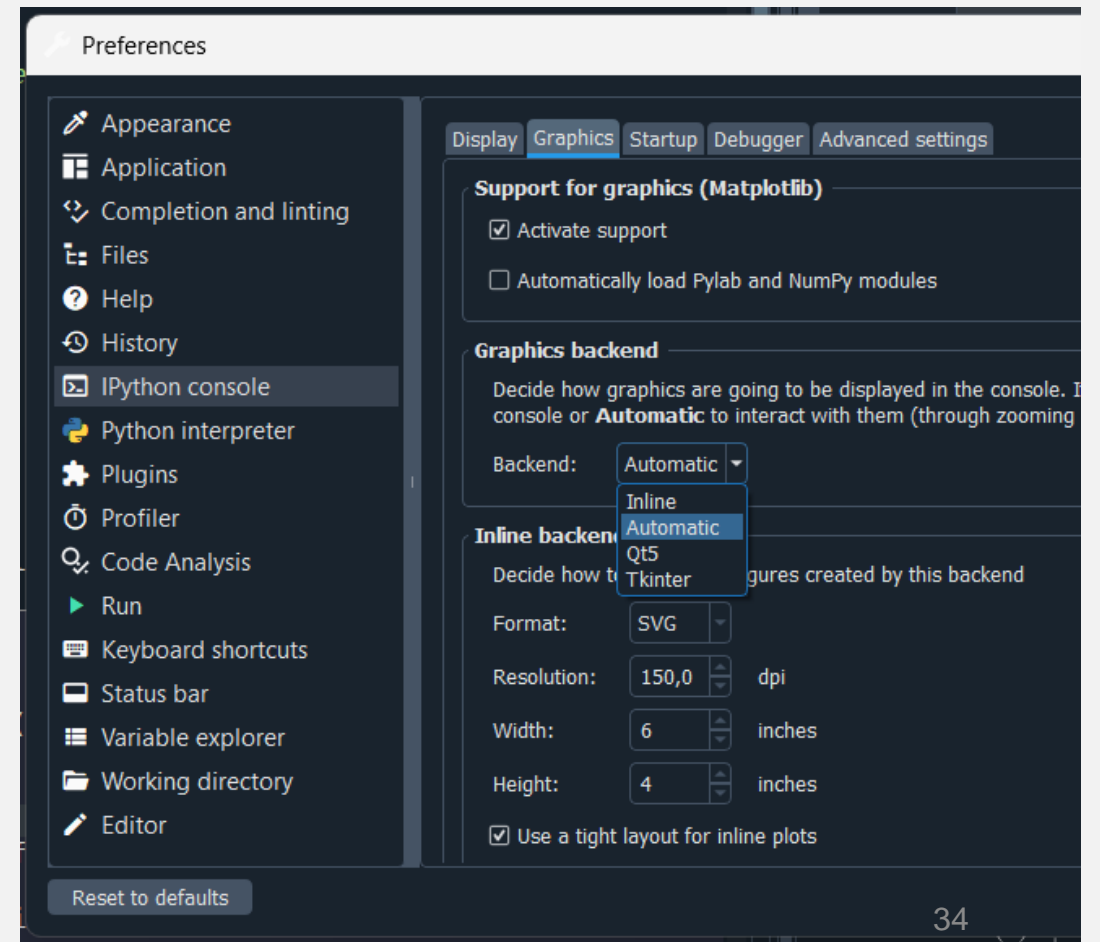 Preferences
Appearance
Application
Completion and linting
Files
Help
History
IPython console
Python interpreter
Plugins
Profiler
Code Analysis
Run
Keyboard shortcuts
Status bar
Variable explorer
Working directory
Editor
Reset to defaults
Display Graphics Startup Debugger Advanced settings
Support for graphics (Matplotlib)
Activate support
Automatically load Pylab and NumPy modules
Graphics backend
Decide how graphics are going to be displayed in the console.
console or Automatic to interact with them (through zooming
Backend: Automatic
Inline
Automatic
Qt5
Tkinter
Inline backen
Decide how t gures created by this backend
Format: SVG
Resolution: 150,0 dpi
Width: 6 inches
Height: 4 inches
Use a tight layout for inline plots
34